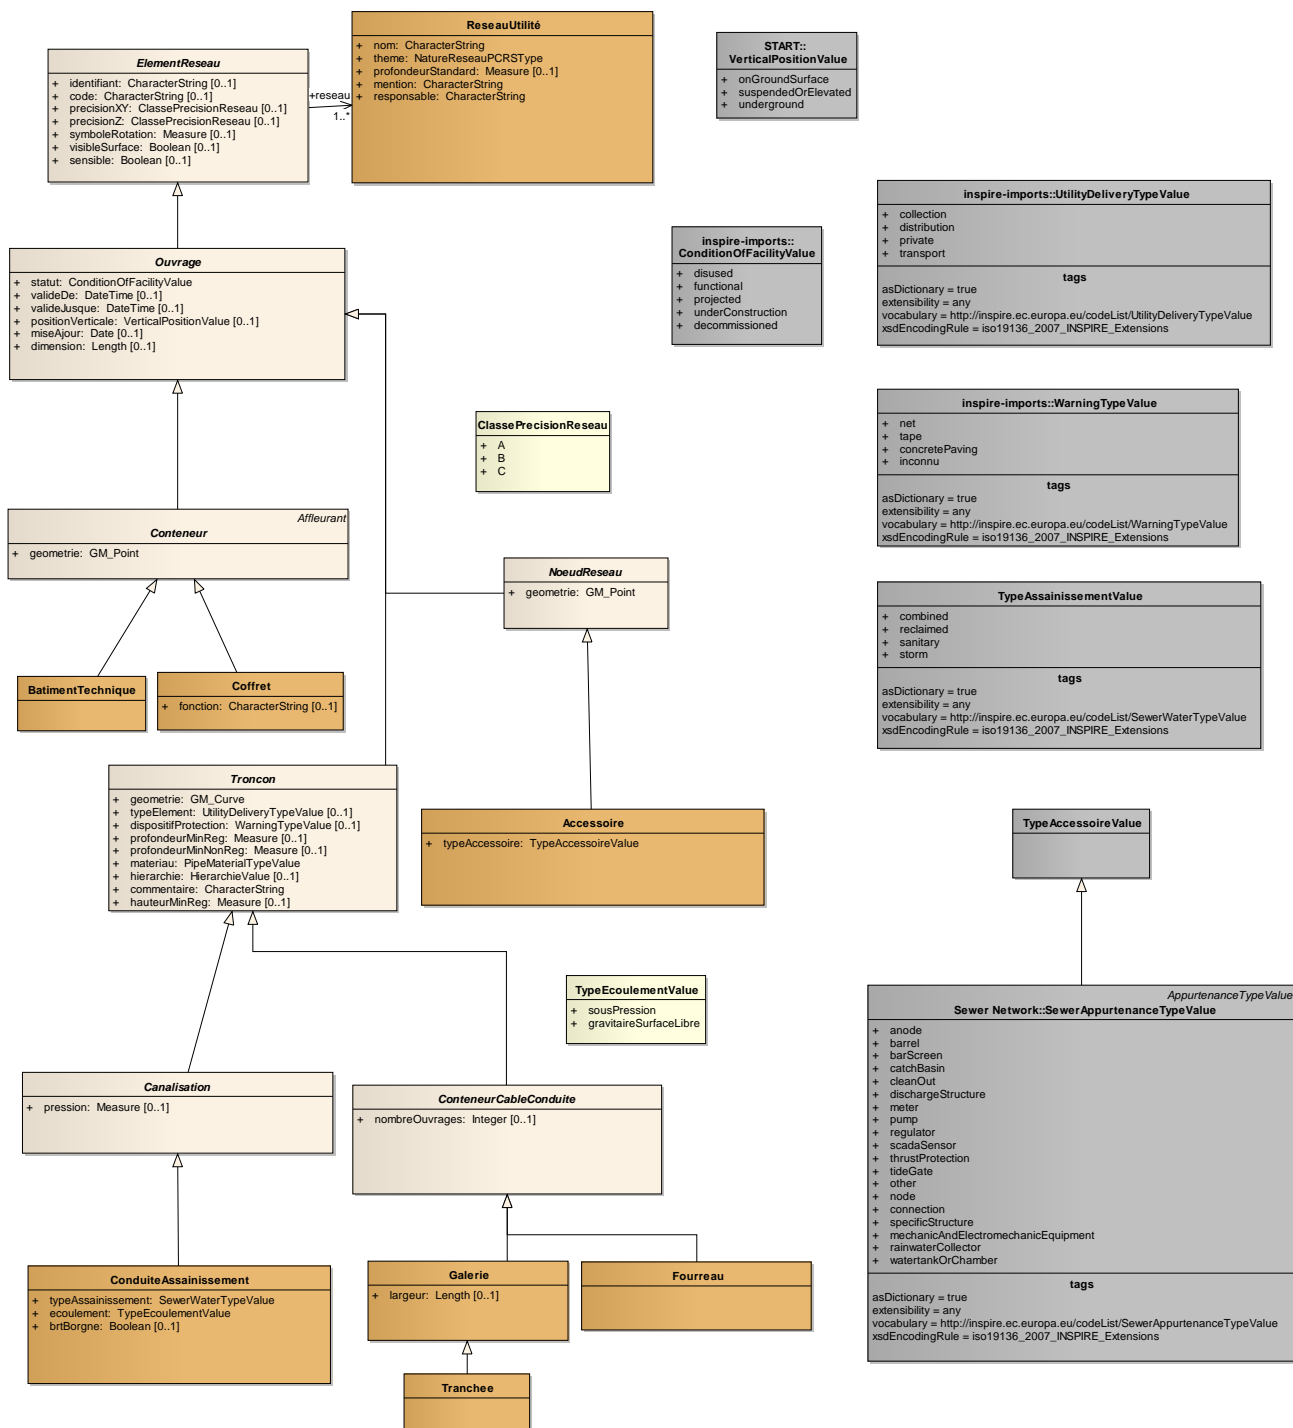 ReseauUtilité
+ nom: CharacterString
+ theme: NatureReseauPCRSType
+ profondeurStandard: Measure [0..1]
+ mention: CharacterString
+ responsable: CharacterString
ElementReseau
+ identifiant: CharacterString [0..1]
+ code: CharacterString [0..1]
+ precisionXY: ClassePrecisionReseau [0..1]
+ precisionZ: ClassePrecisionReseau [0..1]
+ symboleRotation: Measure [0..1]
+ visibleSurface: Boolean [0..1]
+ sensible: Boolean [0..1]
+reseau
1..*
START::
VerticalPositionValue
+ onGroundSurface
+ suspendedOrElevated
+ underground
inspire-imports::UtilityDeliveryTypeValue
+ collection
+ distribution
+ private
+ transport
tags
asDictionary = true
extensibility = any
vocabulary = http://inspire.ec.europa.eu/codeList/UtilityDeliveryTypeValue
xsdEncodingRule = iso19136_2007_INSPIRE_Extensions
inspire-imports::
ConditionOfFacilityValue
+ disused
+ functional
+ projected
+ underConstruction
+ decommissioned
Ouvrage
+ statut: ConditionOfFacilityValue
+ valideDe: DateTime [0..1]
+ valideJusque: DateTime [0..1]
+ positionVerticale: VerticalPositionValue [0..1]
+ miseAjour: Date [0..1]
+ dimension: Length [0..1]
inspire-imports::WarningTypeValue
+ net
+ tape
+ concretePaving
+ inconnu
tags
asDictionary = true
extensibility = any
vocabulary = http://inspire.ec.europa.eu/codeList/WarningTypeValue
xsdEncodingRule = iso19136_2007_INSPIRE_Extensions
ClassePrecisionReseau
+ A
+ B
+ C
Affleurant
Conteneur
+ geometrie: GM_Point
NoeudReseau
+ geometrie: GM_Point
TypeAssainissementValue
+ combined
+ reclaimed
+ sanitary
+ storm
tags
asDictionary = true
extensibility = any
vocabulary = http://inspire.ec.europa.eu/codeList/SewerWaterTypeValue
xsdEncodingRule = iso19136_2007_INSPIRE_Extensions
BatimentTechnique
Coffret
+ fonction: CharacterString [0..1]
Troncon
+ geometrie: GM_Curve
+ typeElement: UtilityDeliveryTypeValue [0..1]
+ dispositifProtection: WarningTypeValue [0..1]
+ profondeurMinReg: Measure [0..1]
+ profondeurMinNonReg: Measure [0..1]
+ materiau: PipeMaterialTypeValue
+ hierarchie: HierarchieValue [0..1]
+ commentaire: CharacterString
+ hauteurMinReg: Measure [0..1]
Accessoire
+ typeAccessoire: TypeAccessoireValue
TypeAccessoireValue
TypeEcoulementValue
+ sousPression
+ gravitaireSurfaceLibre
AppurtenanceTypeValue
Sewer Network::SewerAppurtenanceTypeValue
+ anode
+ barrel
+ barScreen
+ catchBasin
+ cleanOut
+ dischargeStructure
+ meter
+ pump
+ regulator
+ scadaSensor
+ thrustProtection
+ tideGate
+ other
+ node
+ connection
+ specificStructure
+ mechanicAndElectromechanicEquipment
+ rainwaterCollector
+ watertankOrChamber
tags
asDictionary = true
extensibility = any
vocabulary = http://inspire.ec.europa.eu/codeList/SewerAppurtenanceTypeValue
xsdEncodingRule = iso19136_2007_INSPIRE_Extensions
Canalisation
+ pression: Measure [0..1]
ConteneurCableConduite
+ nombreOuvrages: Integer [0..1]
ConduiteAssainissement
+ typeAssainissement: SewerWaterTypeValue
+ ecoulement: TypeEcoulementValue
+ brtBorgne: Boolean [0..1]
Galerie
+ largeur: Length [0..1]
Fourreau
Tranchee